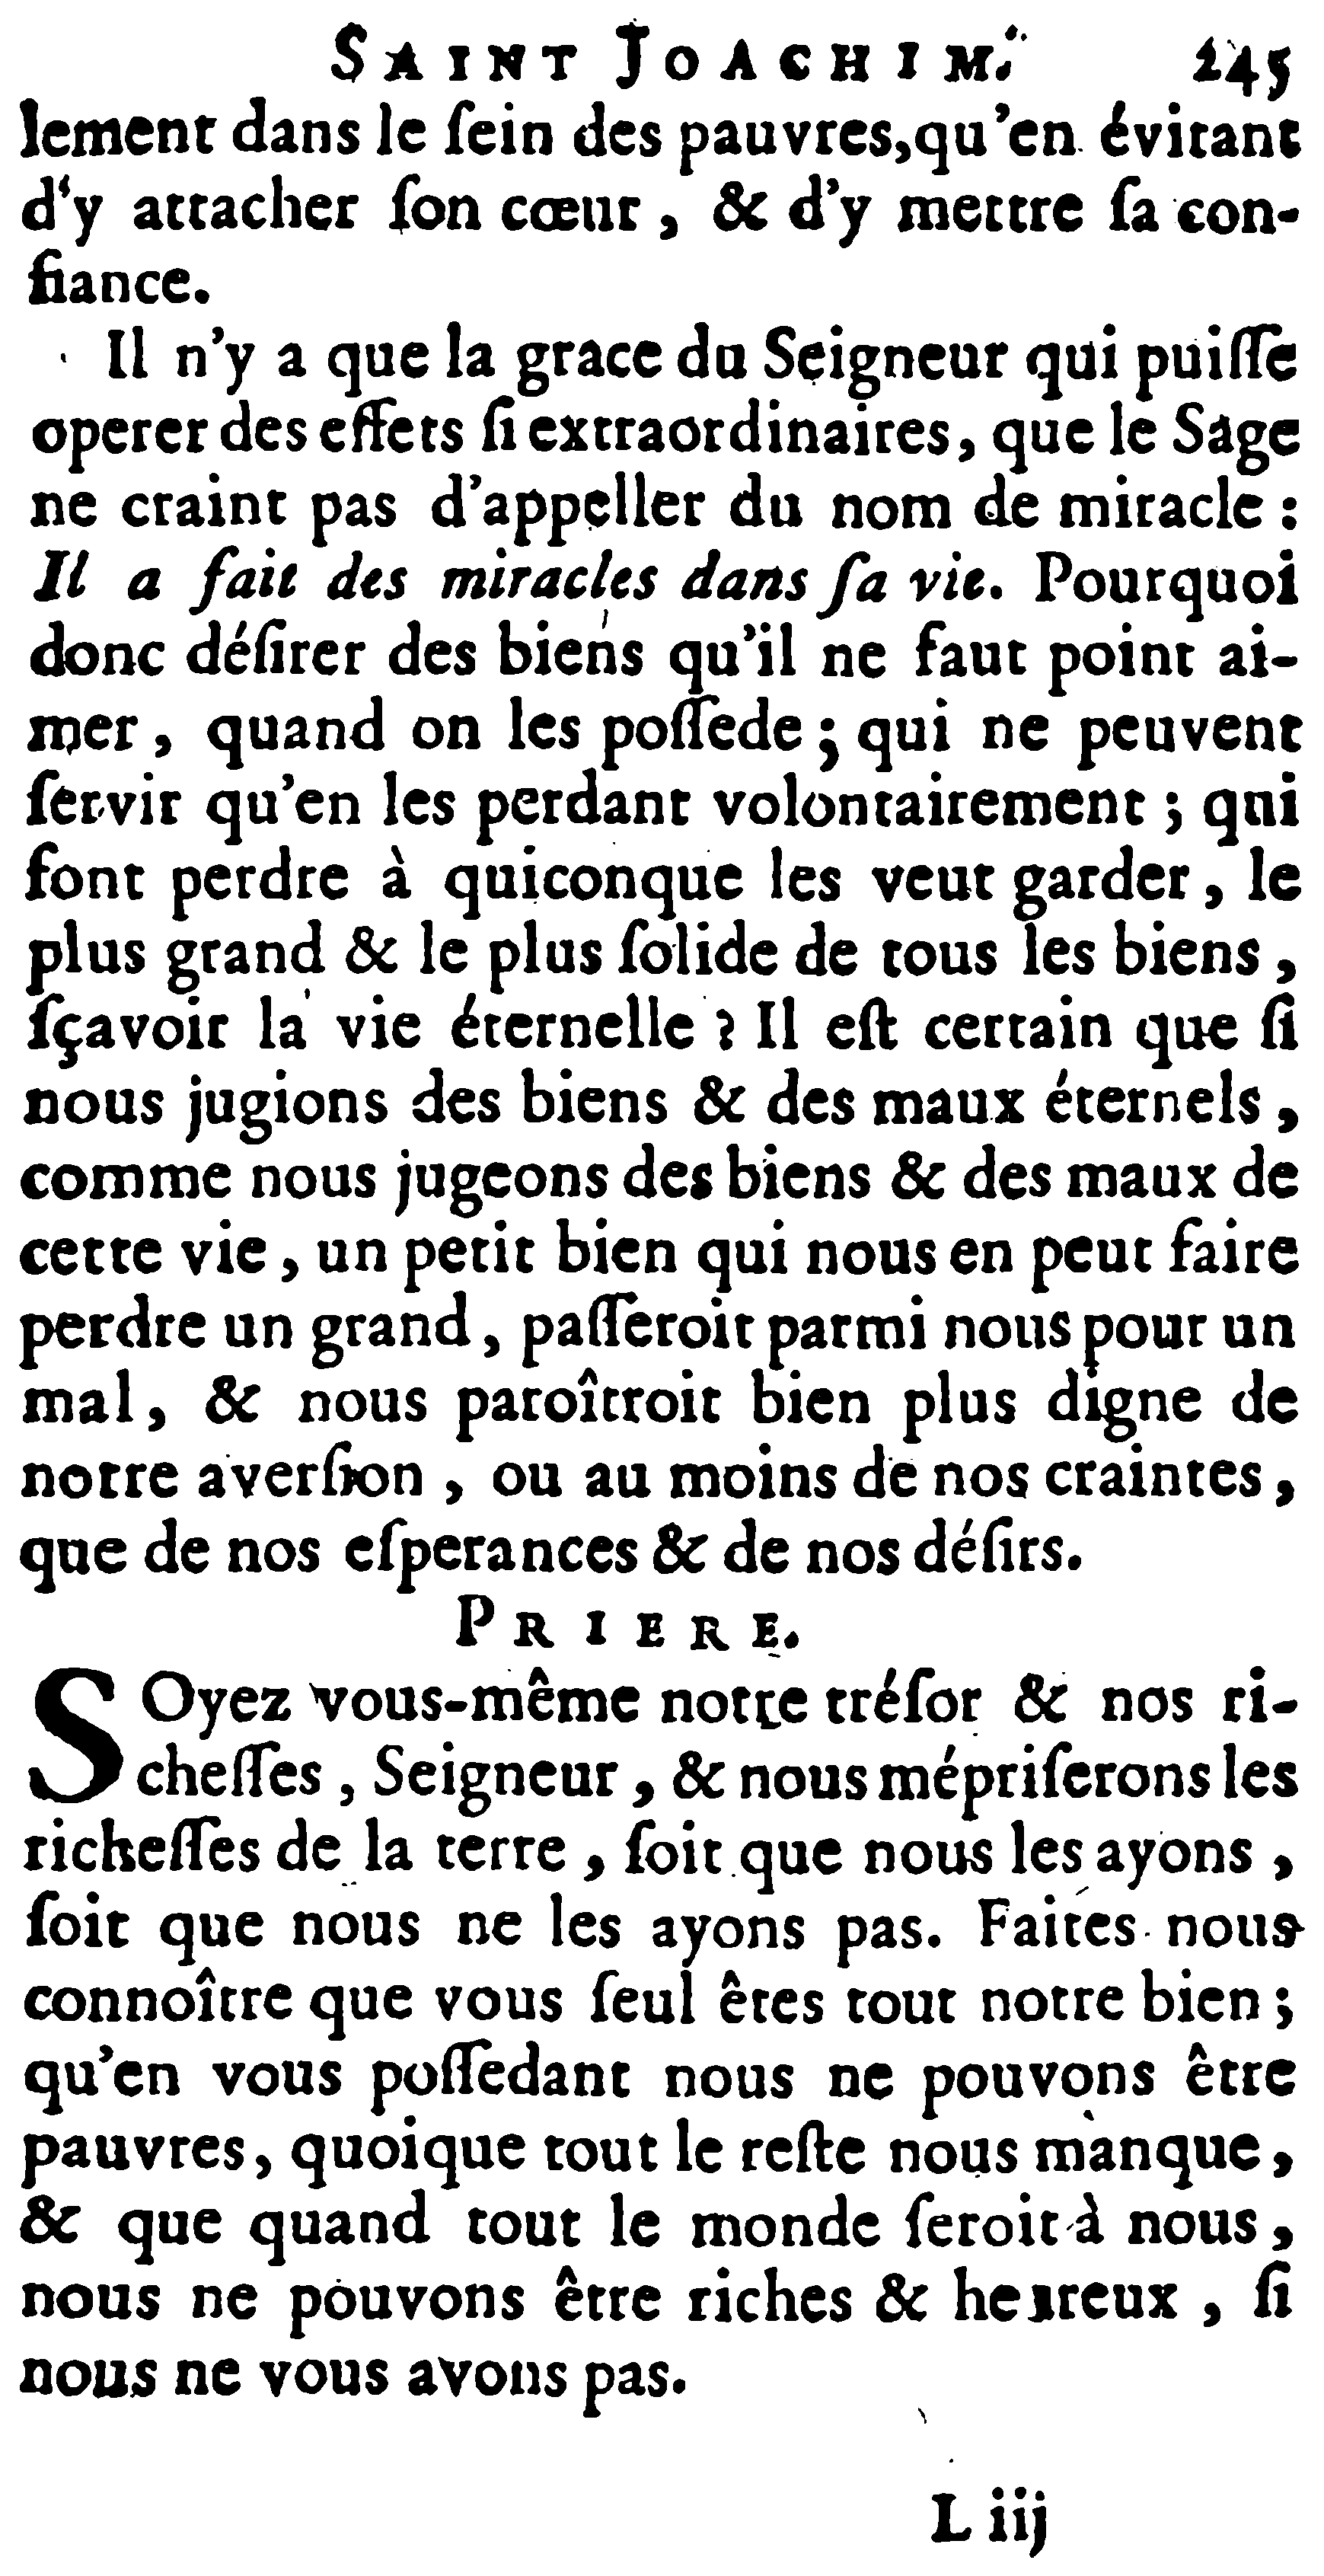 SAINT JOACHIM. 245
lement dans le ſein des pauvres, qu'en évitant
d'y attacher ſon cœur, & d'y mettre ſa con-
fiance.
Il n'y a que la grace du Seigneur qui puiſſe
operer des effets ſi extraordinaires, que le Sage
ne craint pas d'appeller du nom de miracle :
Il a fait des miracles dans ſa vie. Pourquoi
donc déſirer des biens qu'il ne faut point ai-
mer, quand on les poſſede ; qui ne peuvent
ſervir qu'en les perdant volontairement ; qui
font perdre à quiconque les veut garder, le
plus grand & le plus ſolide de tous les biens,
ſçavoir la vie éternelle ? Il eſt certain que ſi
nous jugions des biens & des maux éternels,
comme nous jugeons des biens & des maux de
cette vie, un petit bien qui nous en peut faire
perdre un grand, paſſeroit parmi nous pour un
mal, & nous paroîtroit bien plus digne de
notre averſion, ou au moins de nos craintes,
que de nos eſperances & de nos déſirs.
PRIERE.
SOyez vous-même notre tréſor & nos ri-
cheſſes, Seigneur, & nous mépriſerons les
richeſſes de la terre, ſoit que nous les ayons,
ſoit que nous ne les ayons pas. Faites nous
connoître que vous ſeul êtes tout notre bien ;
qu'en vous poſſedant nous ne pouvons être
pauvres, quoique tout le reſte nous manque,
& que quand tout le monde ſeroit à nous,
nous ne pouvons être riches & heureux, ſi
nous ne vous avons pas.
L iij